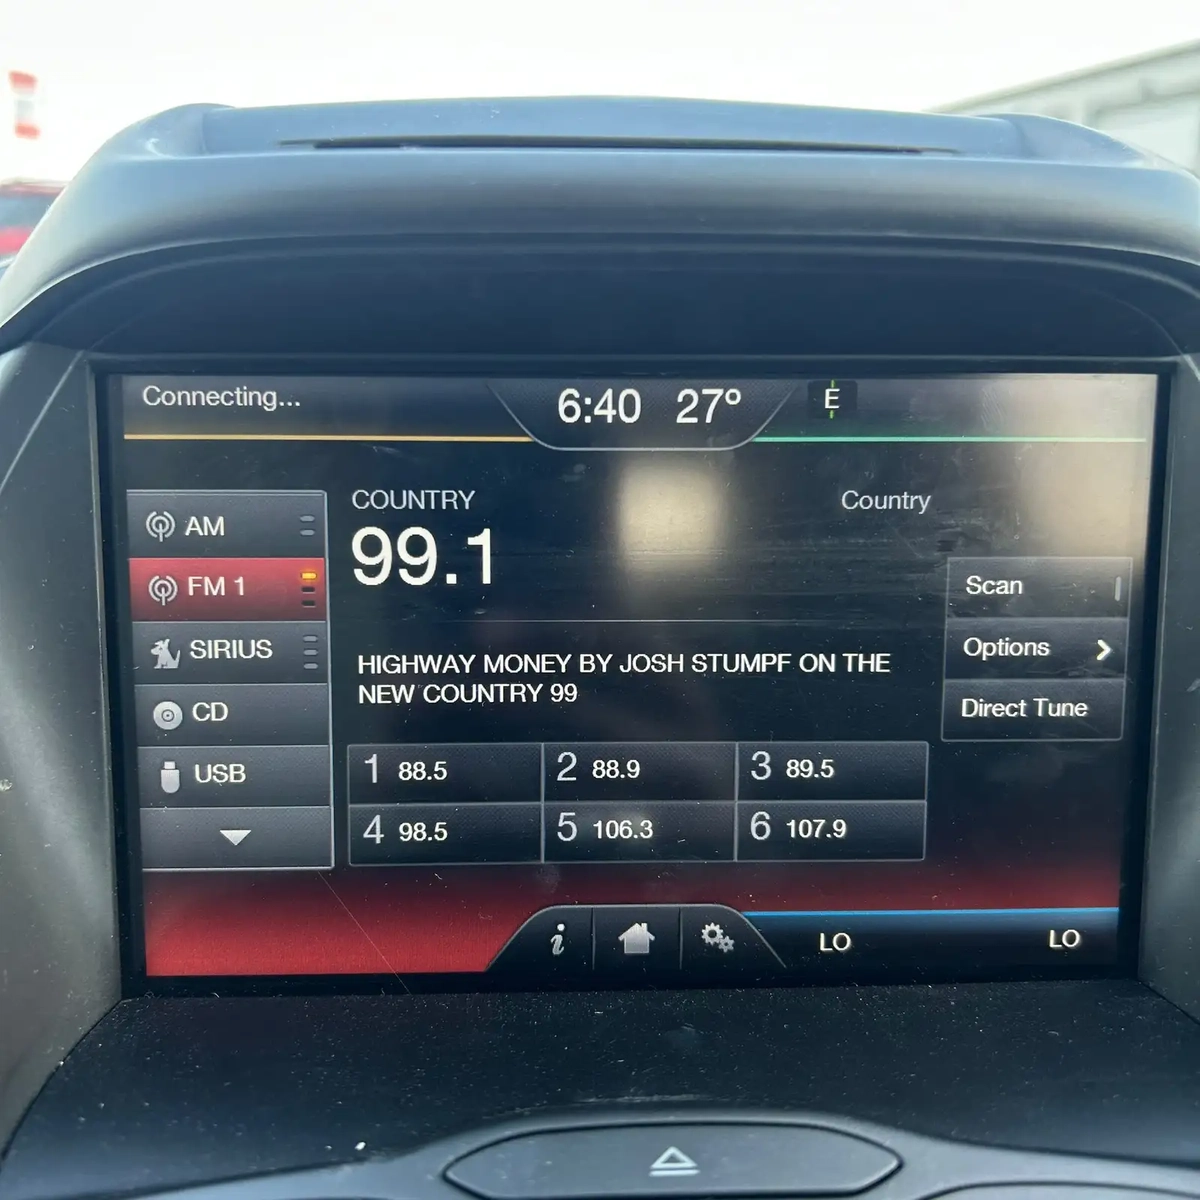 Connecting...
6:40 27° E
AM
FM 1
SIRIUS
CD
USB
COUNTRY
Country
99.1
HIGHWAY MONEY BY JOSH STUMPF ON THE
NEW COUNTRY 99
1 88.5 2 88.9 3 89.5
4 98.5 5 106.3 6 107.9
Scan
Options
Direct Tune
i
LO LO